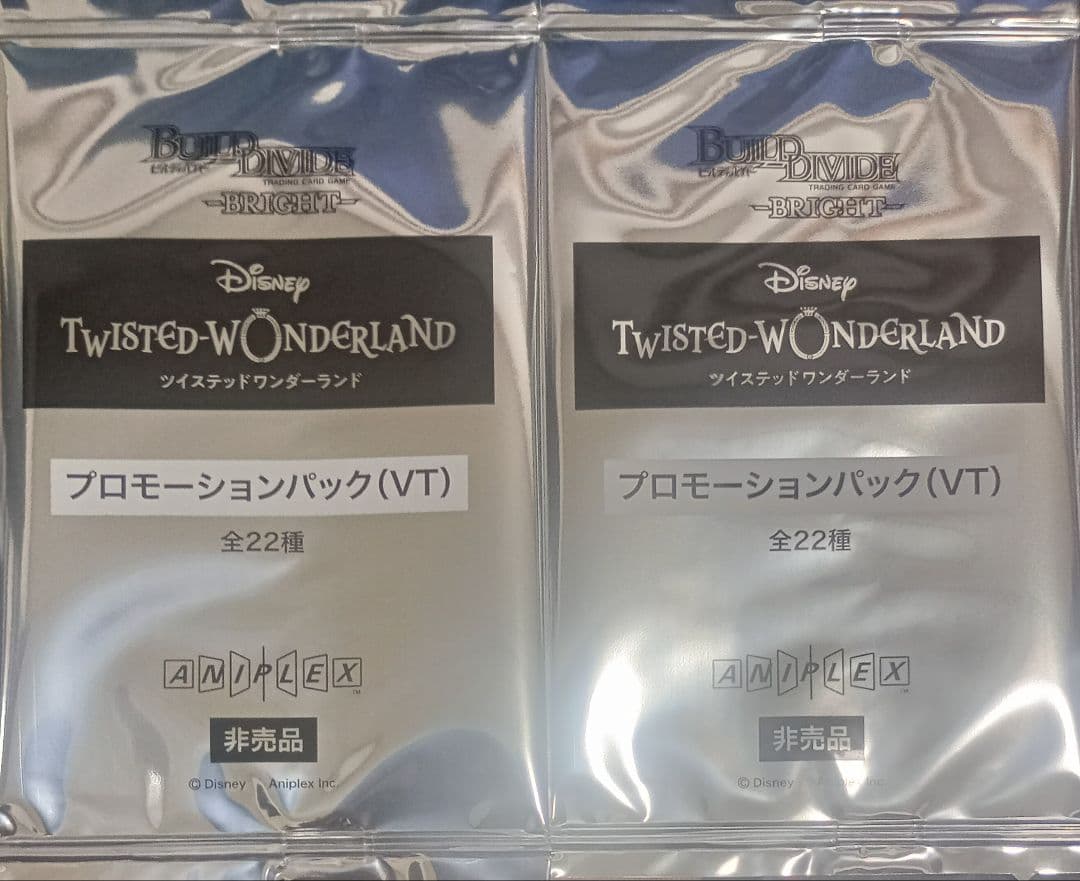 BUILD DIVIDE
ビルディバイド
TRADING CARD GAME
BRIGHT
Disney
TWISTED-WONDERLAND
ツイステッドワンダーランド
プロモーションパック(VT)
全22種
ANIPLEX™
非売品
© Disney Aniplex Inc.
BUILD DIVIDE
ビルディバイド
TRADING CARD GAME
BRIGHT
Disney
TWISTED-WONDERLAND
ツイステッドワンダーランド
プロモーションパック(VT)
全22種
ANIPLEX™
非売品
© Disney Aniplex Inc.